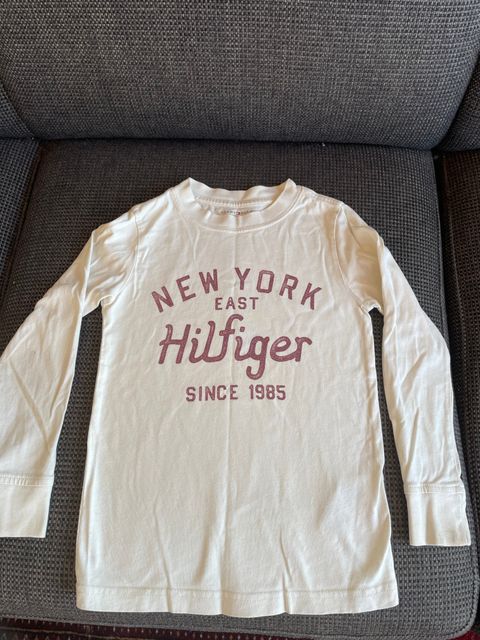 NEW YORK
EAST
Hilfiger
SINCE 1985